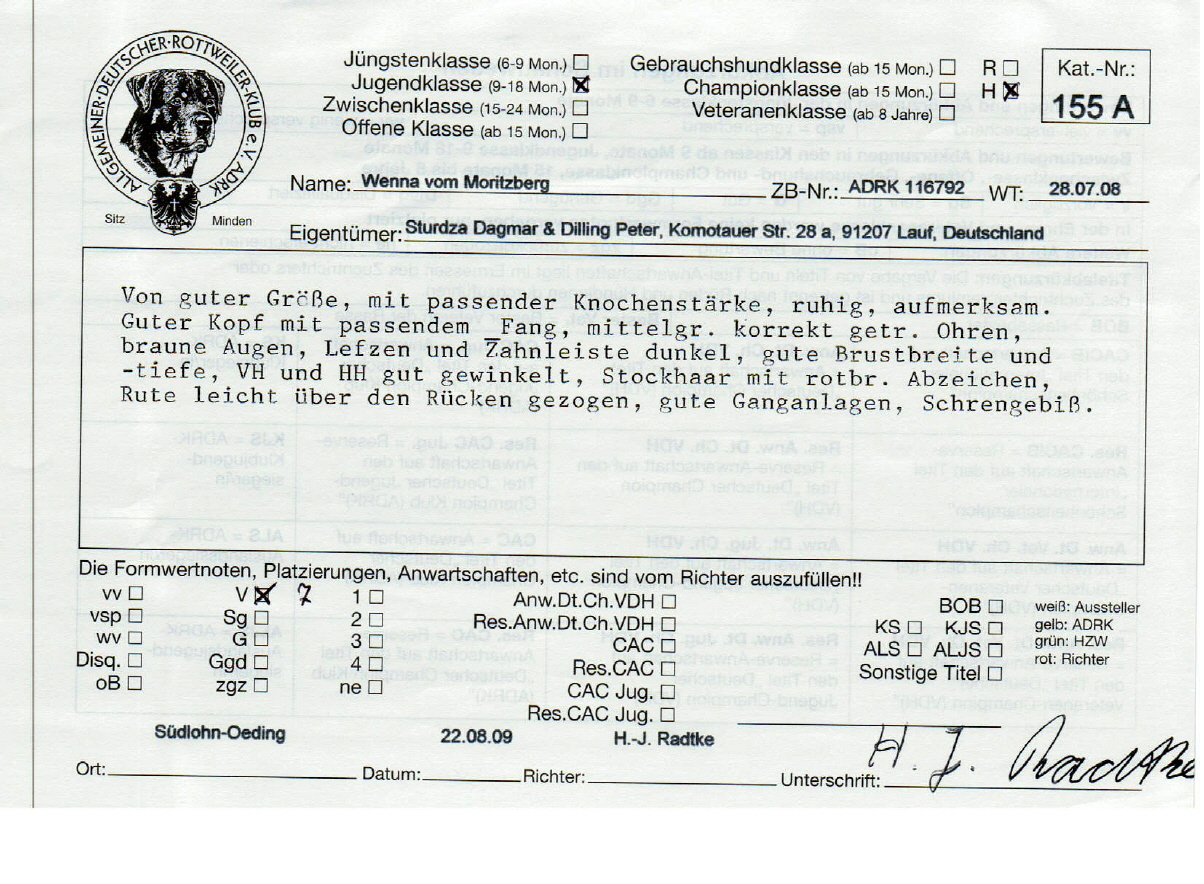 ALLGEMEINER-DEUTSCHER-ROTTWEILER-KLUB e.V. ADRK
Sitz Minden
Jüngstenklasse (6-9 Mon.) ☐ Gebrauchshundklasse (ab 15 Mon.) ☐ R ☐ Kat.-Nr.:
Jugendklasse (9-18 Mon.) ☒ Championklasse (ab 15 Mon.) ☐ H ☒ 155 A
Zwischenklasse (15-24 Mon.) ☐ Veteranenklasse (ab 8 Jahre) ☐
Offene Klasse (ab 15 Mon.) ☐
Name: Wenna vom Moritzberg ZB-Nr.: ADRK 116792 WT: 28.07.08
Eigentümer: Sturdza Dagmar & Dilling Peter, Komotauer Str. 28 a, 91207 Lauf, Deutschland
Von guter Größe, mit passender Knochenstärke, ruhig, aufmerksam.
Guter Kopf mit passendem Fang, mittelgr. korrekt getr. Ohren,
braune Augen, Lefzen und Zahnleiste dunkel, gute Brustbreite und
-tiefe, VH und HH gut gewinkelt, Stockhaar mit rotbr. Abzeichen,
Rute leicht über den Rücken gezogen, gute Ganganlagen, Schrengebiß.
Die Formwertnoten, Platzierungen, Anwartschaften, etc. sind vom Richter auszufüllen!!
vv ☐ V ☒ 7 1 ☐ Anw.Dt.Ch.VDH ☐ BOB ☐ weiß: Aussteller
vsp ☐ Sg ☐ 2 ☐ Res.Anw.Dt.Ch.VDH ☐ KS ☐ KJS ☐ gelb: ADRK
wv ☐ G ☐ 3 ☐ CAC ☐ ALS ☐ ALJS ☐ grün: HZW
Disq. ☐ Ggd ☐ 4 ☐ Res.CAC ☐ Sonstige Titel ☐ rot: Richter
oB ☐ zgz ☐ ne ☐ CAC Jug. ☐
Res.CAC Jug. ☐
Südlohn-Oeding 22.08.09 H.-J. Radtke
Ort: Datum: Richter: Unterschrift: H. J. Radtke